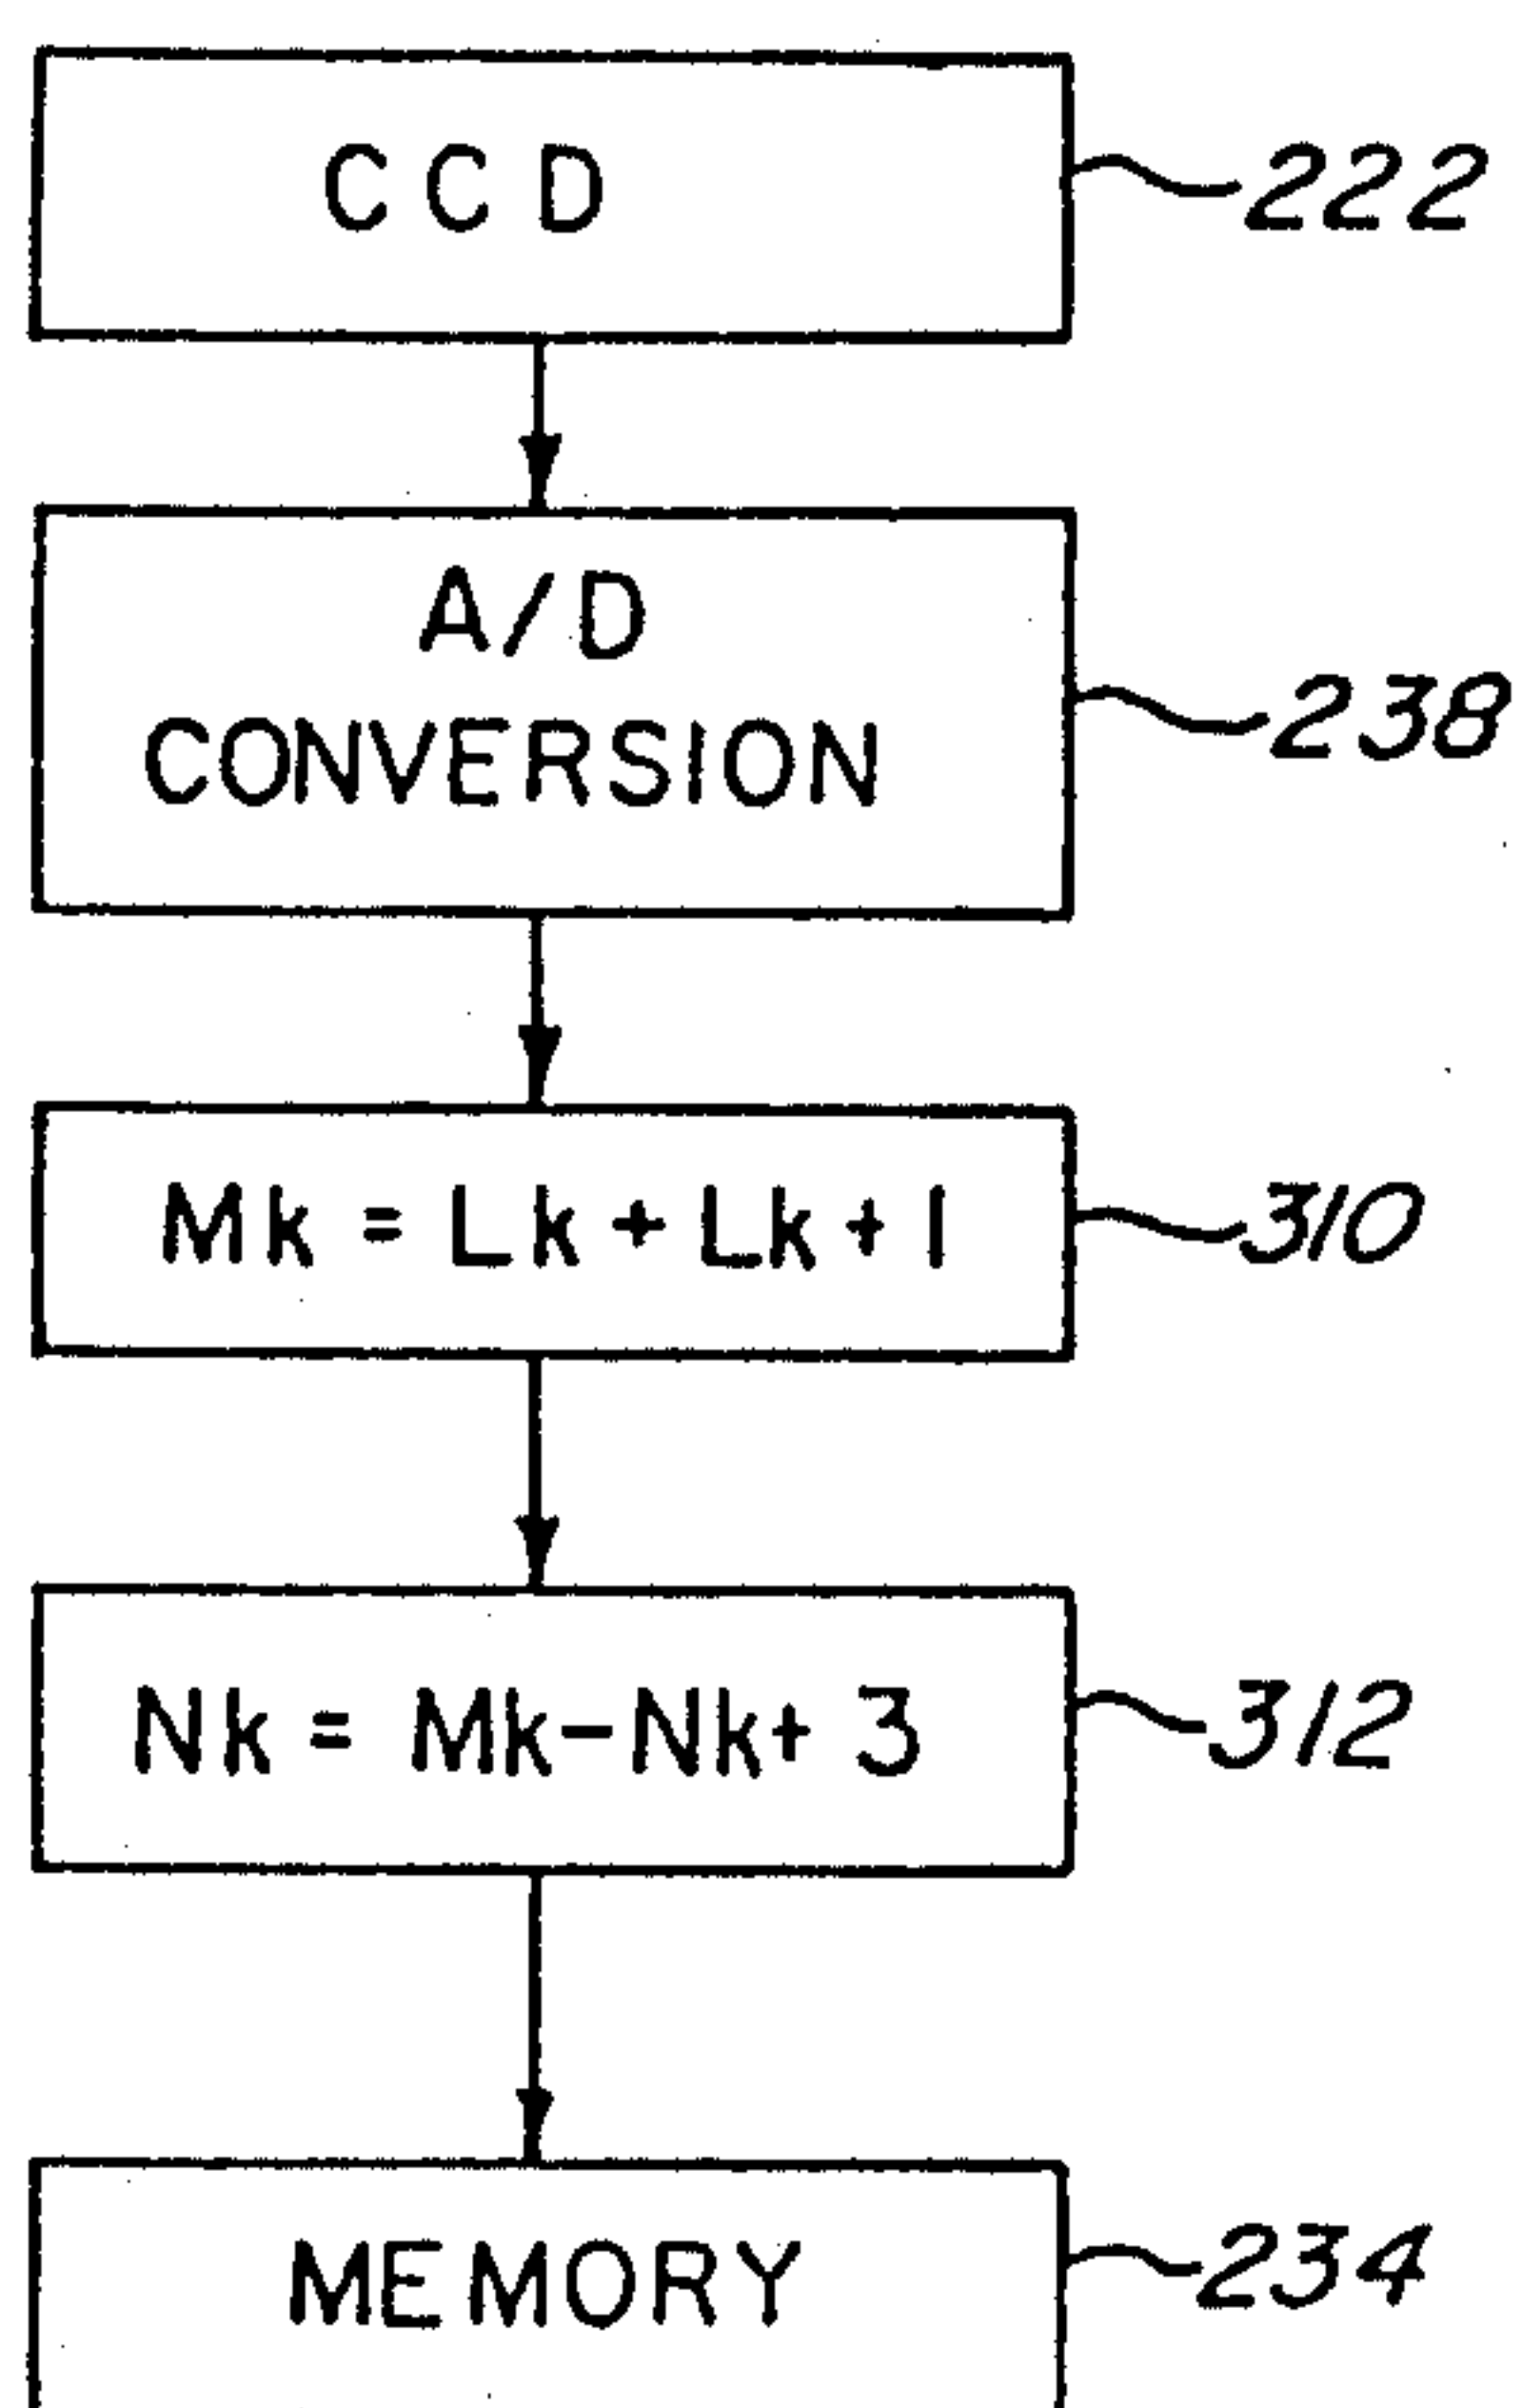 CCD
222
A/D
CONVERSION
238
Mk = Lk + Lk + 1
310
Nk = Mk - Nk + 3
312
MEMORY
234